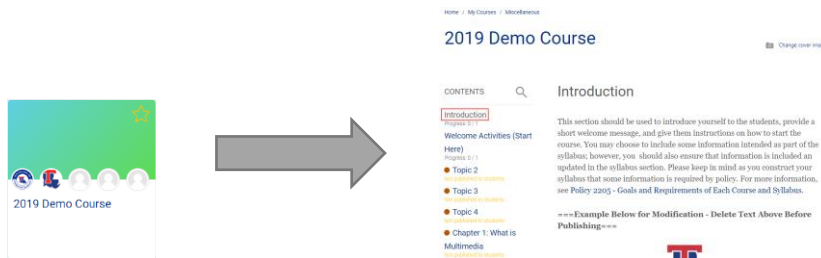 2019 Demo Course
Home / My Courses / Miscellaneous
2019 Demo Course
Change cover ima
CONTENTS
Introduction
Progress: 0 / 1
Welcome Activities (Start
Here)
Progress: 0 / 1
Topic 2
Not published to students
Topic 3
Not published to students
Topic 4
Not published to students
Chapter 1: What is
Multimedia
Not published to students
Introduction
This section should be used to introduce yourself to the students, provide a
short welcome message, and give them instructions on how to start the
course. You may choose to include some information intended as part of the
syllabus; however, you should also ensure that information is included an
updated in the syllabus section. Please keep in mind as you construct your
syllabus that some information is required by policy. For more information,
see Policy 2205 - Goals and Requirements of Each Course and Syllabus.
===Example Below for Modification - Delete Text Above Before
Publishing===